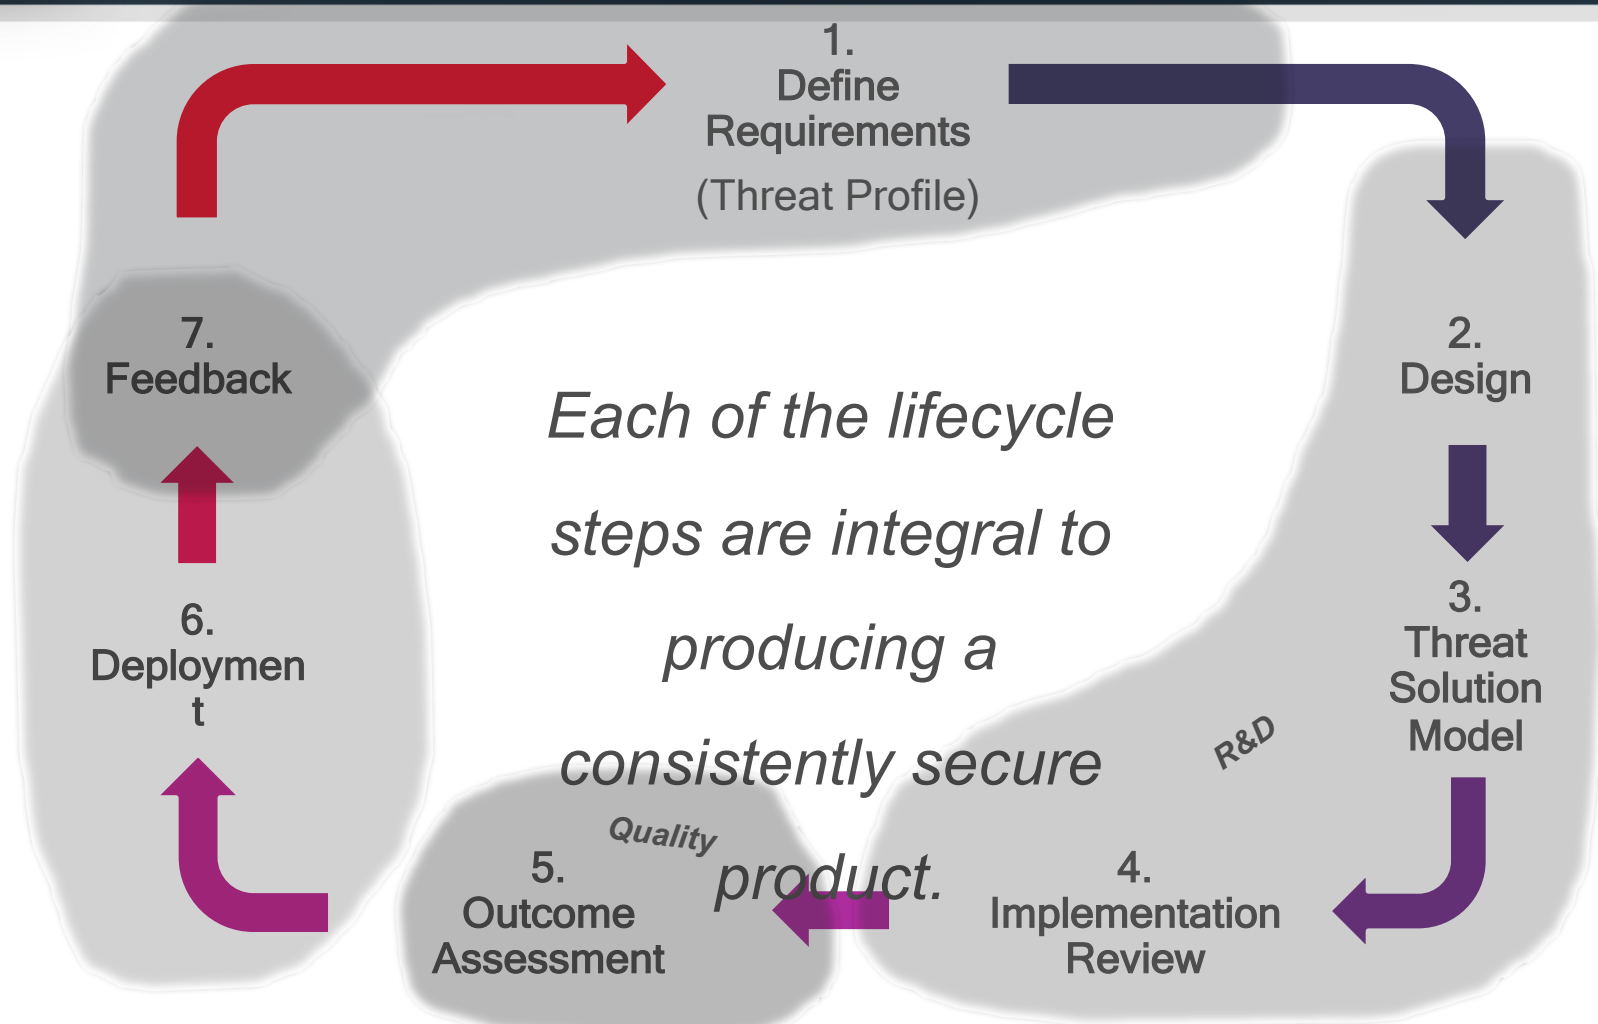 1.
Define
Requirements
(Threat Profile)
2.
Design
3.
Threat
Solution
Model
4.
Implementation
Review
5.
Outcome
Assessment
6.
Deploymen
t
7.
Feedback
Each of the lifecycle
steps are integral to
producing a
consistently secure
product.
R&D
Quality